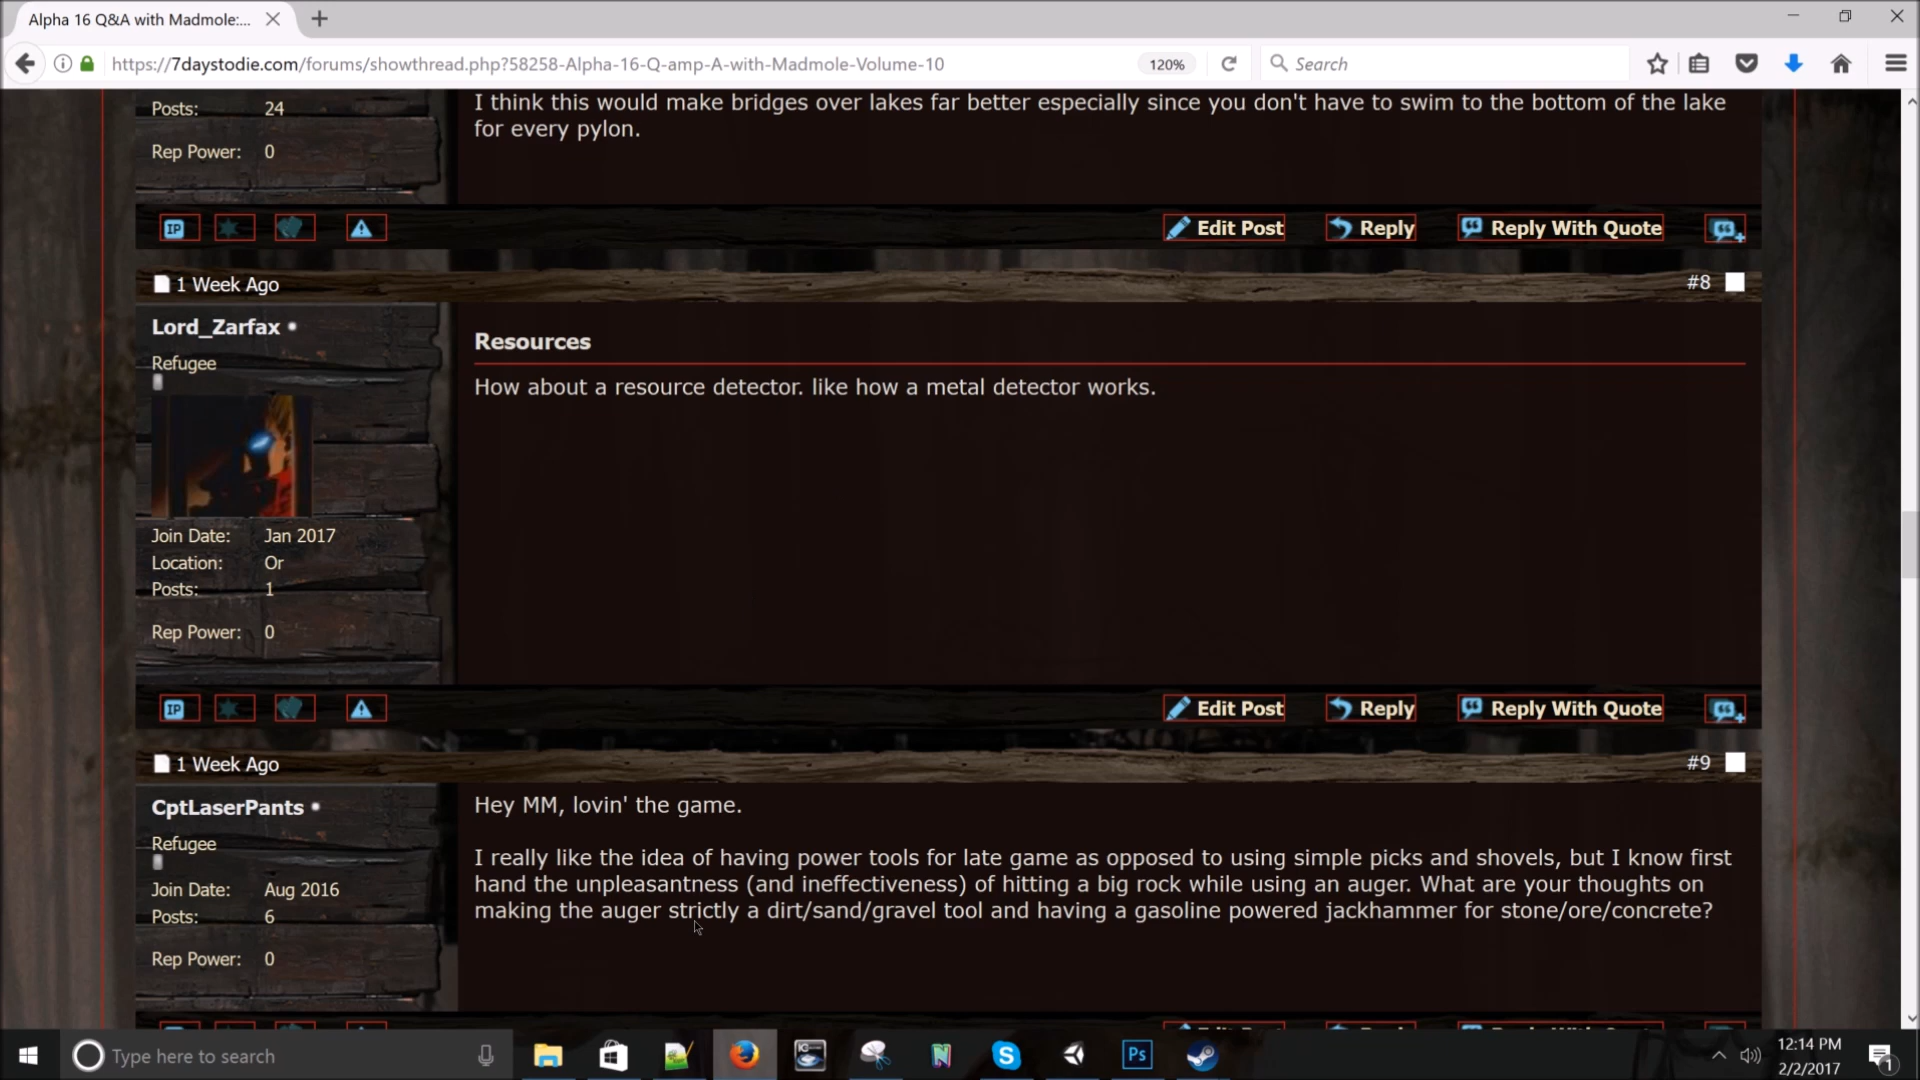 Alpha 16 Q&A with Madmole:...
https://7daystodie.com/forums/showthread.php?58258-Alpha-16-Q-amp-A-with-Madmole-Volume-10
120%
Search
Posts: 24
Rep Power: 0
I think this would make bridges over lakes far better especially since you don't have to swim to the bottom of the lake
for every pylon.
IP
Edit Post
Reply
Reply With Quote
1 Week Ago
#8
Lord_Zarfax
Refugee
Join Date: Jan 2017
Location: Or
Posts: 1
Rep Power: 0
Resources
How about a resource detector. like how a metal detector works.
IP
Edit Post
Reply
Reply With Quote
1 Week Ago
#9
CptLaserPants
Refugee
Join Date: Aug 2016
Posts: 6
Rep Power: 0
Hey MM, lovin' the game.
I really like the idea of having power tools for late game as opposed to using simple picks and shovels, but I know first
hand the unpleasantness (and ineffectiveness) of hitting a big rock while using an auger. What are your thoughts on
making the auger strictly a dirt/sand/gravel tool and having a gasoline powered jackhammer for stone/ore/concrete?
Type here to search
N
S
Ps
12:14 PM
2/2/2017
1